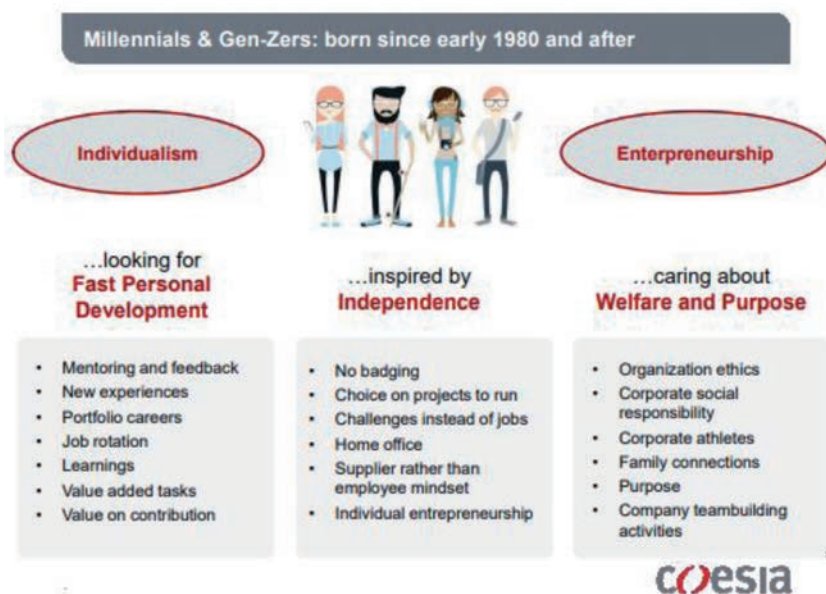 Millennials & Gen-Zers: born since early 1980 and after
Individualism
Enterpreneurship
...looking for
Fast Personal
Development
...inspired by
Independence
...caring about
Welfare and Purpose
• Mentoring and feedback
• New experiences
• Portfolio careers
• Job rotation
• Learnings
• Value added tasks
• Value on contribution
• No badging
• Choice on projects to run
• Challenges instead of jobs
• Home office
• Supplier rather than
employee mindset
• Individual entrepreneurship
• Organization ethics
• Corporate social
responsibility
• Corporate athletes
• Family connections
• Purpose
• Company teambuilding
activities
coesia